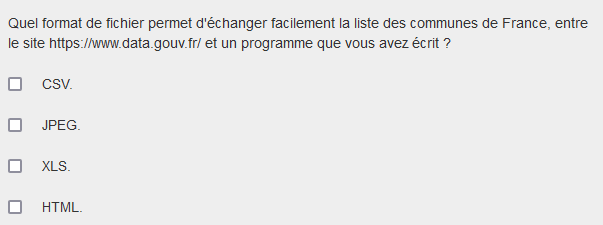 Quel format de fichier permet d'échanger facilement la liste des communes de France, entre
le site https://www.data.gouv.fr/ et un programme que vous avez écrit ?
CSV.
JPEG.
XLS.
HTML.